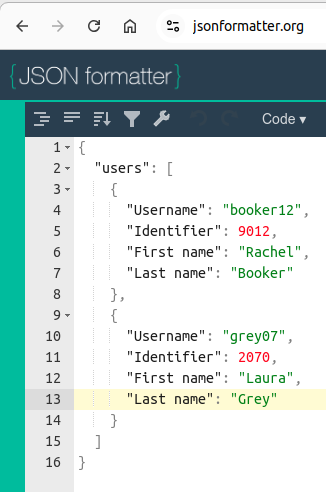 jsonformatter.org
{JSON formatter}
Code ▾
1 {
2 "users": [
3 {
4 "Username": "booker12",
5 "Identifier": 9012,
6 "First name": "Rachel",
7 "Last name": "Booker"
8 },
9 {
10 "Username": "grey07",
11 "Identifier": 2070,
12 "First name": "Laura",
13 "Last name": "Grey"
14 }
15 ]
16 }